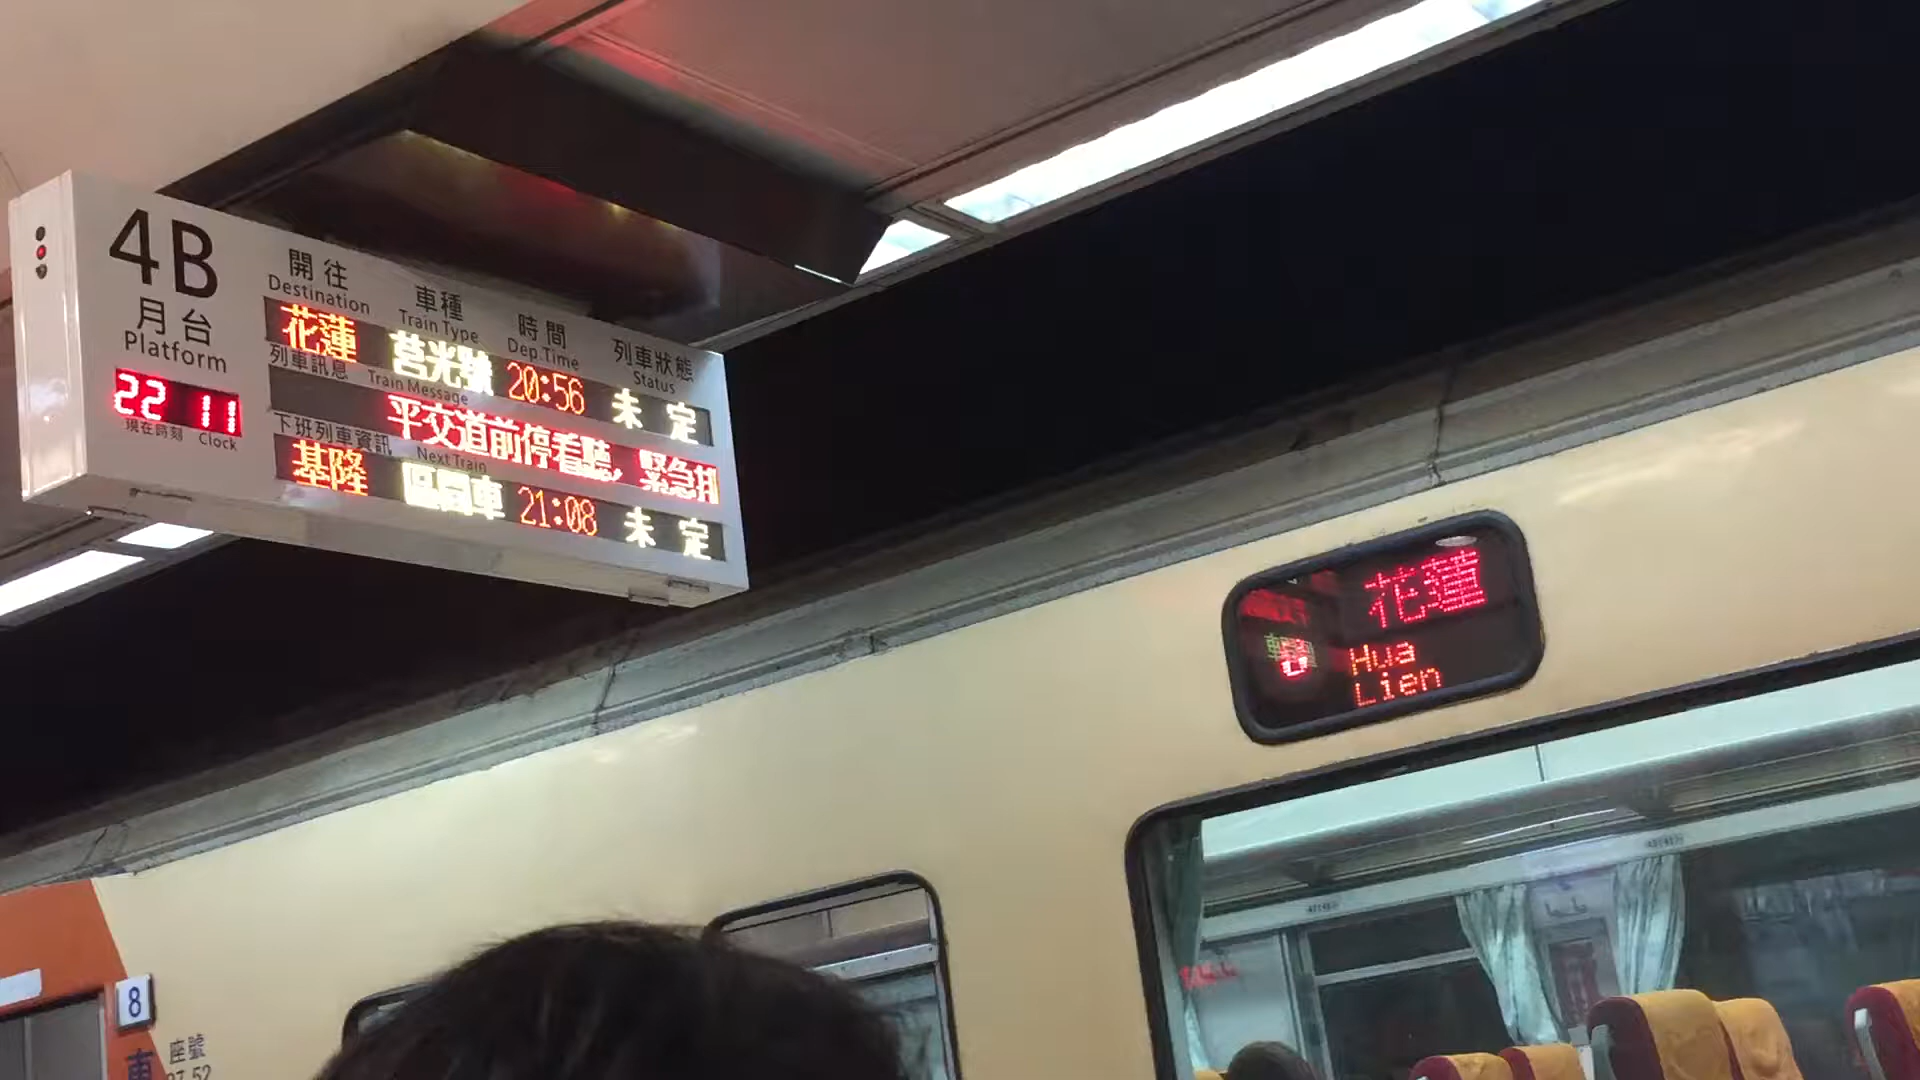 4B
月台
Platform
22 11
現在時刻 Clock
開往 車種 時間 列車狀態
Destination Train Type Dep.Time Status
花蓮 莒光號 20:56 未定
列車訊息 Train Message
平交道前停看聽, 緊急
下班列車資訊 Next Train
基隆 區間車 21:08 未定
花蓮
Hua
Lien
8
車
座號